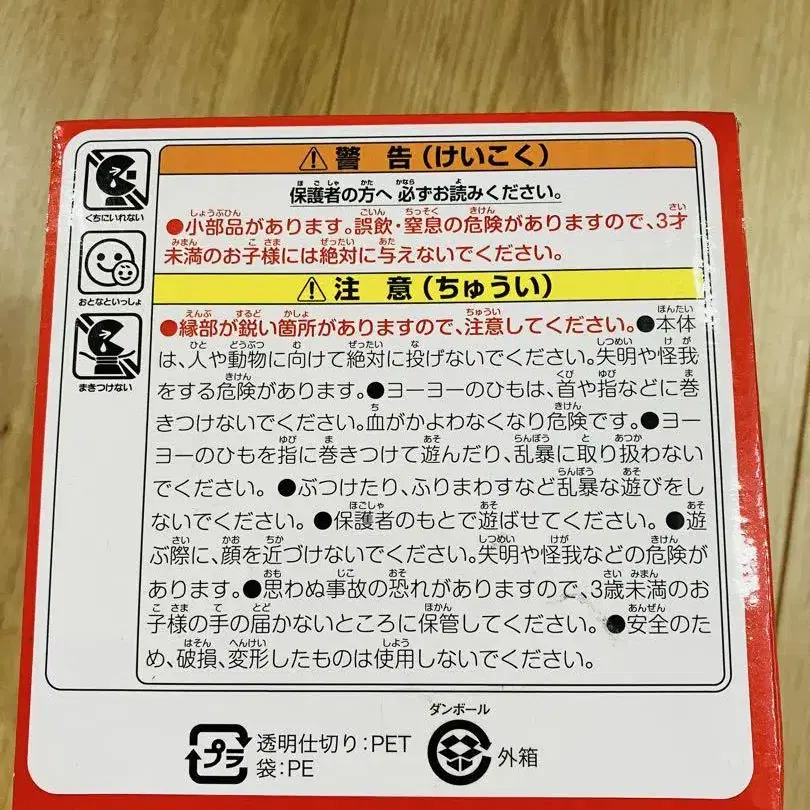 ⚠警告(けいこく)
保護者の方へ 必ずお読みください。
●小部品があります。誤飲・窒息の危険がありますので、3才
未満のお子様には絶対に与えないでください。
⚠注意(ちゅうい)
●縁部が鋭い箇所がありますので、注意してください。●本体
は、人や動物に向けて絶対に投げないでください。失明や怪我
をする危険があります。●ヨーヨーのひもは、首や指などに巻
きつけないでください。血がかよわなくなり危険です。●ヨー
ヨーのひもを指に巻きつけて遊んだり、乱暴に取り扱わない
でください。●ぶつけたり、ふりまわすなど乱暴な遊びをし
ないでください。●保護者のもとで遊ばせてください。●遊
ぶ際に、顔を近づけないでください。失明や怪我などの危険が
あります。●思わぬ事故の恐れがありますので、3歳未満のお
子様の手の届かないところに保管してください。●安全のた
め、破損、変形したものは使用しないでください。
くちにいれない
おとなといっしょ
まきつけない
プラ
透明仕切り:PET
袋:PE
ダンボール
外箱